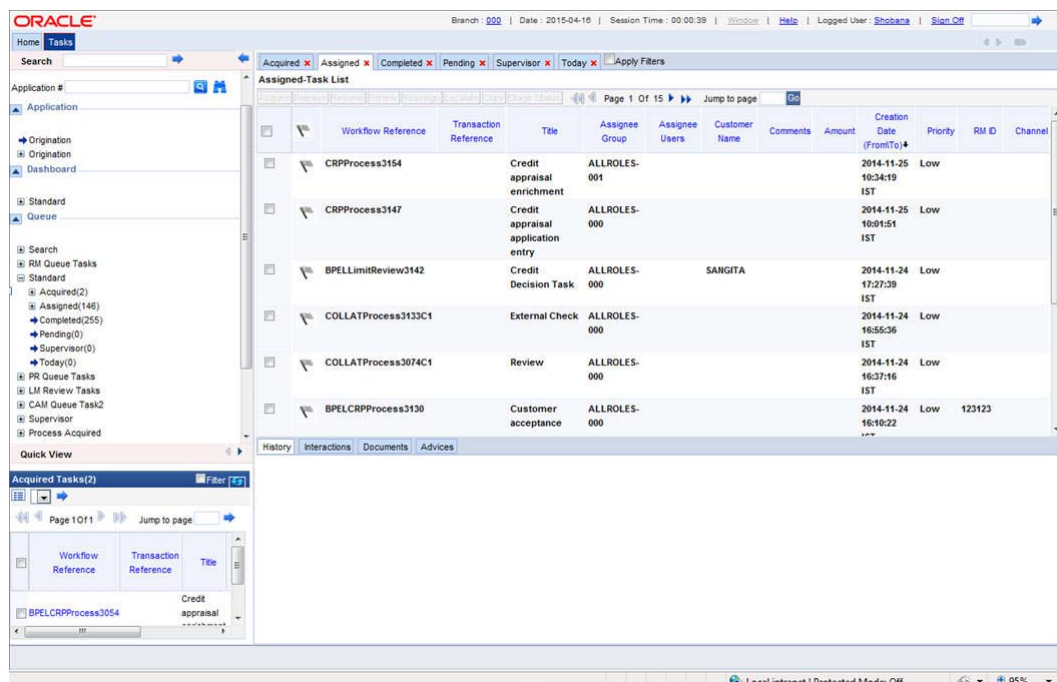 ORACLE
Branch : 000 | Date : 2015-04-16 | Session Time : 00:00:39 | Window | Help | Logged User : Shobana | Sign Off
Home Tasks
Search
Application #
Application
Origination
Origination
Dashboard
Standard
Queue
Search
RM Queue Tasks
Standard
Acquired(2)
Assigned(146)
Completed(255)
Pending(0)
Supervisor(0)
Today(0)
PR Queue Tasks
LM Review Tasks
CAM Queue Task2
Supervisor
Process Acquired
Quick View
Acquired Tasks(2) Filter
Page 1 Of 1 Jump to page
Workflow Reference Transaction Reference Title
BPELCRPProcess3054 Credit appraisal
Acquired x Assigned x Completed x Pending x Supervisor x Today x Apply Filters
Assigned-Task List
Page 1 Of 15 Jump to page Go
Workflow Reference Transaction Reference Title Assignee Group Assignee Users Customer Name Comments Amount Creation Date (From\To) Priority RM ID Channel
CRPProcess3154 Credit appraisal enrichment ALLROLES-001 2014-11-25 10:34:19 IST Low
CRPProcess3147 Credit appraisal application entry ALLROLES-000 2014-11-25 10:01:51 IST Low
BPELLimitReview3142 Credit Decision Task ALLROLES-000 SANGITA 2014-11-24 17:27:39 IST Low
COLLATProcess3133C1 External Check ALLROLES-000 2014-11-24 16:55:36 IST Low
COLLATProcess3074C1 Review ALLROLES-000 2014-11-24 16:37:16 IST Low
BPELCRPProcess3130 Customer acceptance ALLROLES-000 2014-11-24 16:10:22 Low 123123
History Interactions Documents Advices
Local intranet | Protected Mode: Off 95%